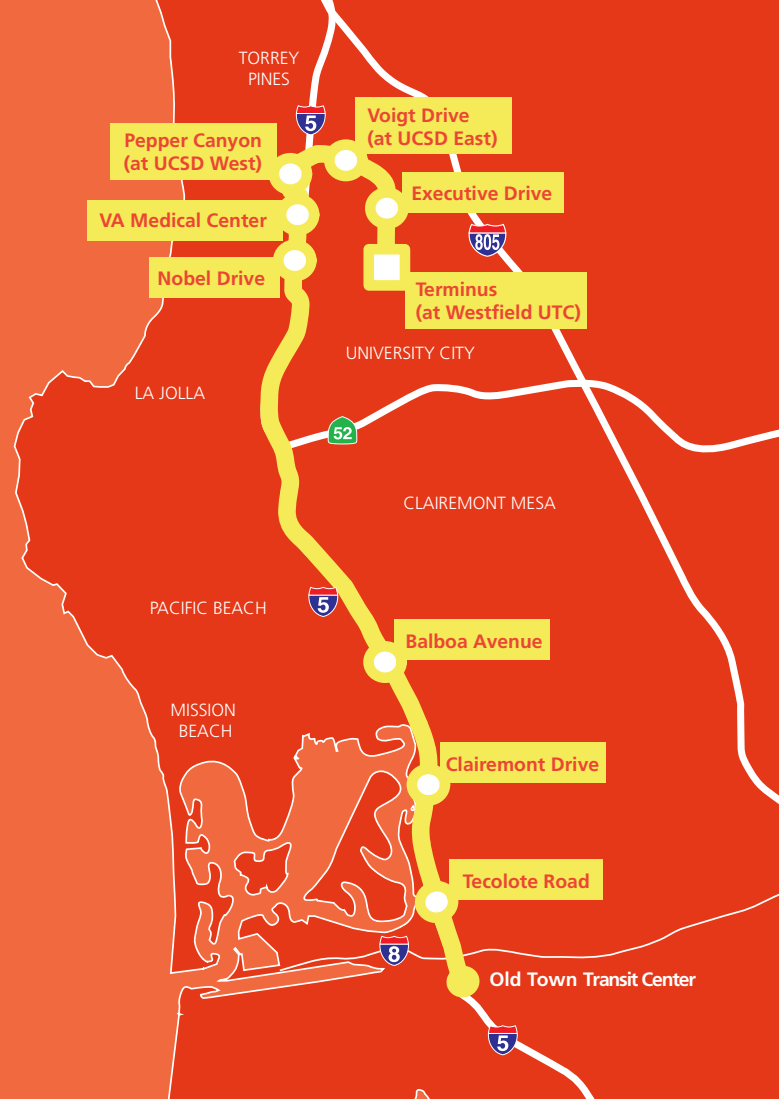 TORREY
PINES
5
Voigt Drive
(at UCSD East)
Pepper Canyon
(at UCSD West)
Executive Drive
VA Medical Center
805
Nobel Drive
Terminus
(at Westfield UTC)
UNIVERSITY CITY
LA JOLLA
52
CLAIREMONT MESA
5
PACIFIC BEACH
Balboa Avenue
MISSION
BEACH
Clairemont Drive
Tecolote Road
8
Old Town Transit Center
5